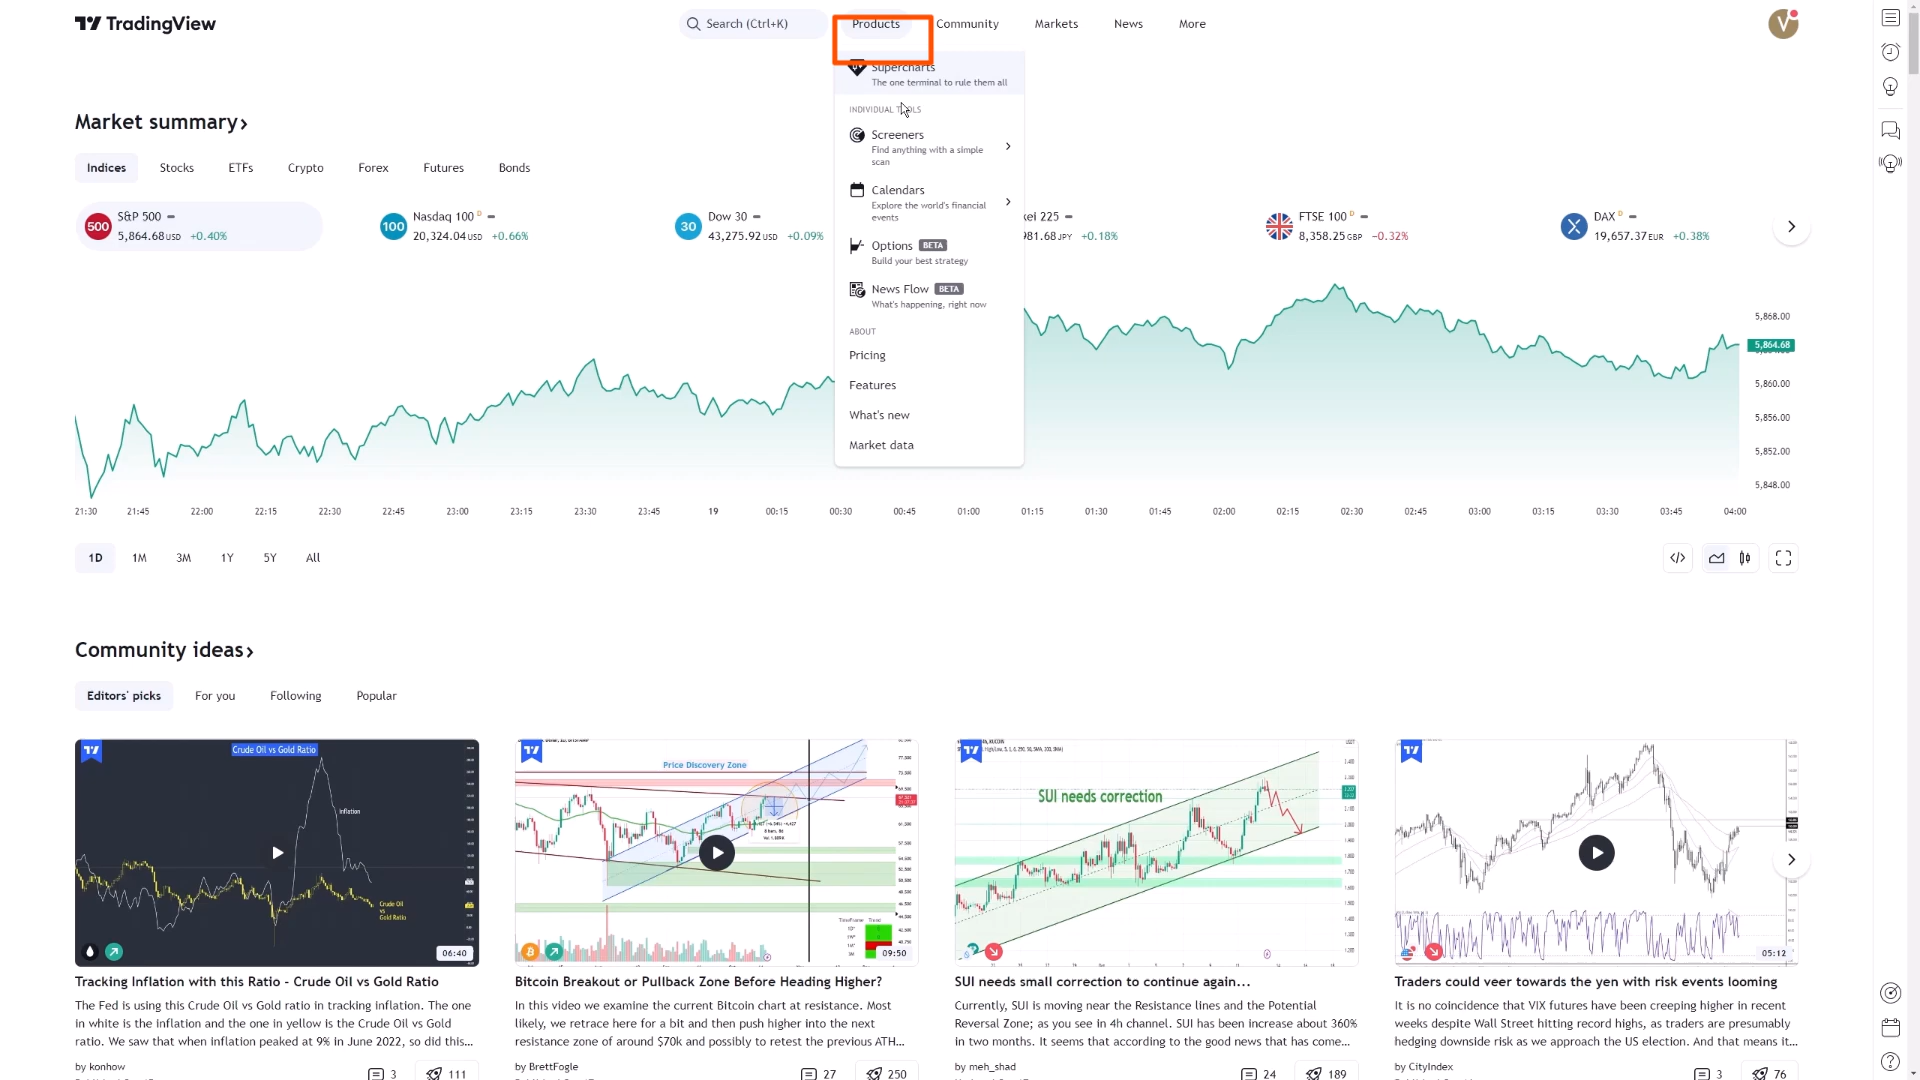 TradingView
Search (Ctrl+K)
Products
Community
Markets
News
More
V
Supercharts
The one terminal to rule them all
INDIVIDUAL TOOLS
Screeners
Find anything with a simple
scan
Calendars
Explore the world's financial
events
Options BETA
Build your best strategy
News Flow BETA
What's happening, right now
ABOUT
Pricing
Features
What's new
Market data
Market summary
Indices
Stocks
ETFs
Crypto
Forex
Futures
Bonds
500
S&P 500
5,864.68 USD +0.40%
100
Nasdaq 100 D
20,324.04 USD +0.66%
30
Dow 30
43,275.92 USD +0.09%
kei 225
981.68 JPY +0.18%
FTSE 100 D
8,358.25 GBP −0.32%
DAX D
19,657.37 EUR +0.38%
5,868.00
5,864.68
5,860.00
5,856.00
5,852.00
5,848.00
21:30 21:45 22:00 22:15 22:30 22:45 23:00 23:15 23:30 23:45 19 00:15 00:30 00:45 01:00 01:15 01:30 01:45 02:00 02:15 02:30 02:45 03:00 03:15 03:30 03:45 04:00
1D 1M 3M 1Y 5Y All
Community ideas
Editors' picks
For you
Following
Popular
Crude Oil vs Gold Ratio
Inflation
Crude Oil
vs
Gold Ratio
06:40
Tracking Inflation with this Ratio - Crude Oil vs Gold Ratio
The Fed is using this Crude Oil vs Gold ratio in tracking inflation. The one
in white is the inflation and the one in yellow is the Crude Oil vs Gold
ratio. We saw that when inflation peaked at 9% in June 2022, so did this...
by konhow
3
111
Price Discovery Zone
TimeFrame Trend
09:50
Bitcoin Breakout or Pullback Zone Before Heading Higher?
In this video we examine the current Bitcoin chart at resistance. Most
likely, we retrace here for a bit and then push higher into the next
resistance zone of around $70k and possibly to retest the previous ATH...
by BrettFogle
27
250
SUI needs correction
SUI needs small correction to continue again...
Currently, SUI is moving near the Resistance lines and the Potential
Reversal Zone; as you see in 4h channel. SUI has been increase about 360%
in two months. It seems that according to the good news that has come...
by meh_shad
24
189
05:12
Traders could veer towards the yen with risk events looming
It is no coincidence that VIX futures have been creeping higher in recent
weeks despite Wall Street hitting record highs, as traders are presumably
hedging downside risk as we approach the US election. And that means it...
by CityIndex
3
76